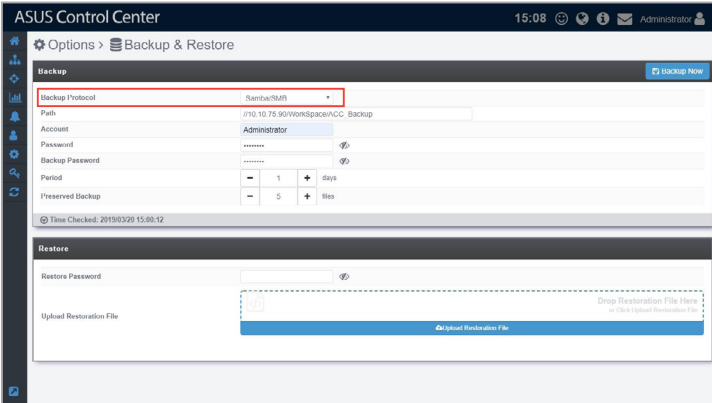 ASUS Control Center 15:08 Administrator
Options > Backup & Restore
Backup Backup Now
Backup Protocol Samba/SMB
Path //10.10.75.90/WorkSpace/ACC_Backup
Account Administrator
Password ••••••••
Backup Password ••••••••
Period − 1 + days
Preserved Backup − 5 + files
Time Checked: 2019/03/20 15:00:12
Restore
Restore Password
Drop Restoration File Here
or Click Upload Restoration File
Upload Restoration File
Upload Restoration File